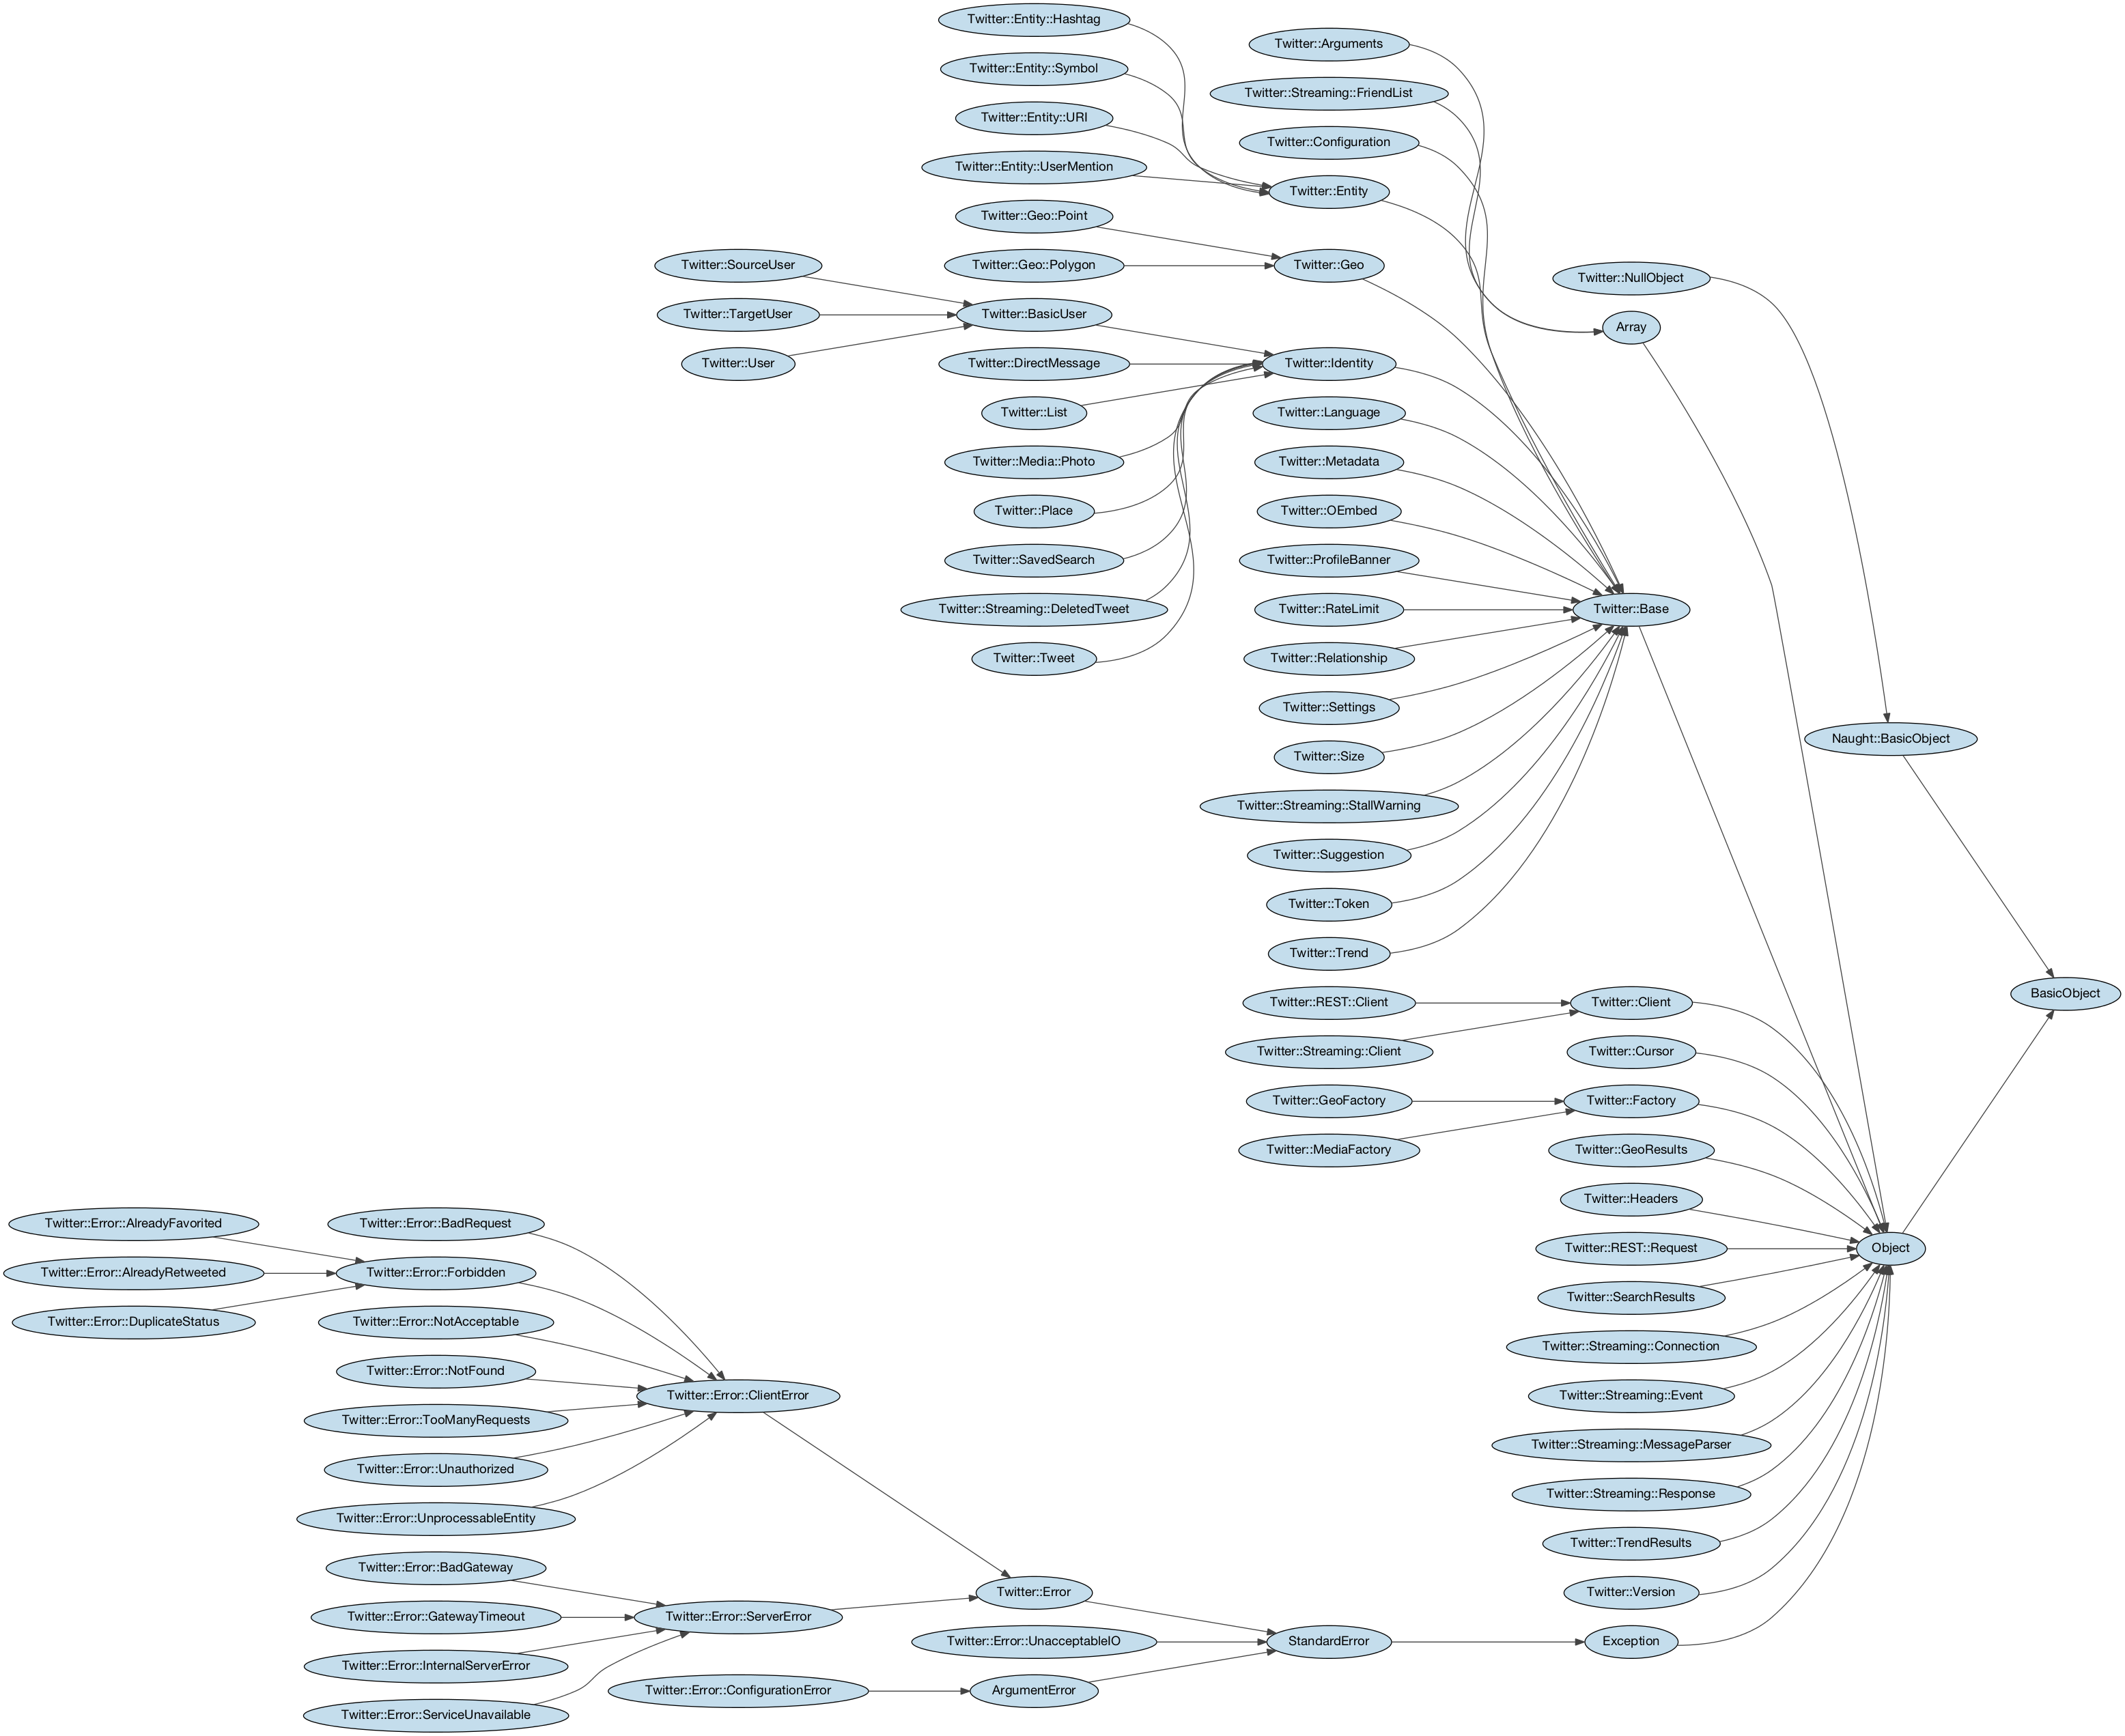 Twitter::Entity::Hashtag
Twitter::Entity::Symbol
Twitter::Entity::URI
Twitter::Entity::UserMention
Twitter::Geo::Point
Twitter::Geo::Polygon
Twitter::SourceUser
Twitter::TargetUser
Twitter::User
Twitter::BasicUser
Twitter::DirectMessage
Twitter::List
Twitter::Media::Photo
Twitter::Place
Twitter::SavedSearch
Twitter::Streaming::DeletedTweet
Twitter::Tweet
Twitter::Arguments
Twitter::Streaming::FriendList
Twitter::Configuration
Twitter::Entity
Twitter::Geo
Twitter::Identity
Twitter::Language
Twitter::Metadata
Twitter::OEmbed
Twitter::ProfileBanner
Twitter::RateLimit
Twitter::Relationship
Twitter::Settings
Twitter::Size
Twitter::Streaming::StallWarning
Twitter::Suggestion
Twitter::Token
Twitter::Trend
Twitter::REST::Client
Twitter::Streaming::Client
Twitter::GeoFactory
Twitter::MediaFactory
Twitter::NullObject
Array
Twitter::Base
Twitter::Client
Twitter::Cursor
Twitter::Factory
Twitter::GeoResults
Twitter::Headers
Twitter::REST::Request
Twitter::SearchResults
Twitter::Streaming::Connection
Twitter::Streaming::Event
Twitter::Streaming::MessageParser
Twitter::Streaming::Response
Twitter::TrendResults
Twitter::Version
Exception
Naught::BasicObject
Object
BasicObject
Twitter::Error::AlreadyFavorited
Twitter::Error::AlreadyRetweeted
Twitter::Error::DuplicateStatus
Twitter::Error::BadRequest
Twitter::Error::Forbidden
Twitter::Error::NotAcceptable
Twitter::Error::NotFound
Twitter::Error::TooManyRequests
Twitter::Error::Unauthorized
Twitter::Error::UnprocessableEntity
Twitter::Error::BadGateway
Twitter::Error::GatewayTimeout
Twitter::Error::InternalServerError
Twitter::Error::ServiceUnavailable
Twitter::Error::ClientError
Twitter::Error::ServerError
Twitter::Error::ConfigurationError
Twitter::Error
Twitter::Error::UnacceptableIO
ArgumentError
StandardError